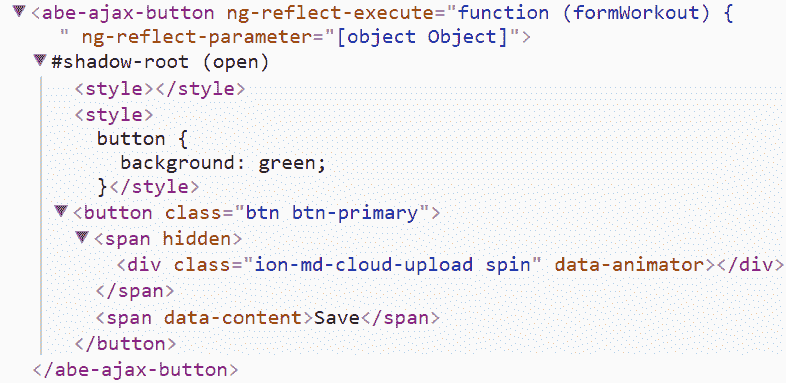 <abe-ajax-button ng-reflect-execute="function (formWorkout) {
" ng-reflect-parameter="[object Object]">
#shadow-root (open)
<style></style>
<style>
button {
background: green;
}</style>
<button class="btn btn-primary">
<span hidden>
<div class="ion-md-cloud-upload spin" data-animator></div>
</span>
<span data-content>Save</span>
</button>
</abe-ajax-button>